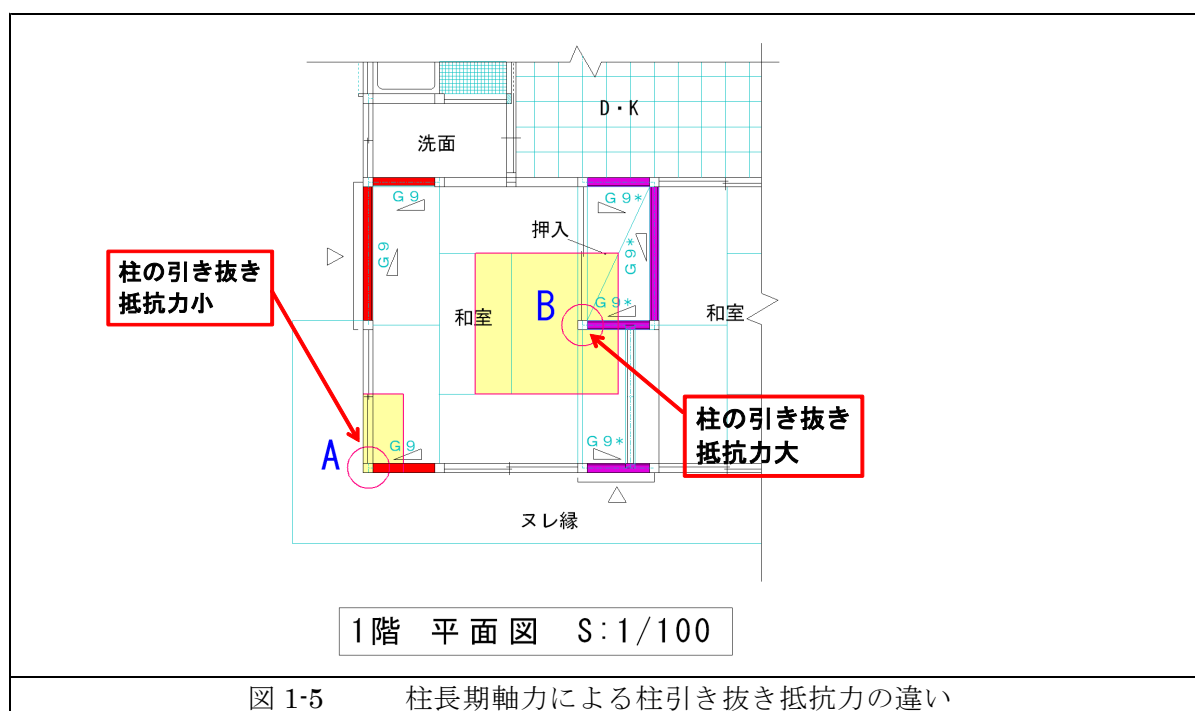 D・K
洗面
G9
G9*
押入
G9
G9*
柱の引き抜き
抵抗力小
和室
B
G9*
和室
柱の引き抜き
抵抗力大
A
G9
G9*
ヌレ縁
1階 平面図 S:1/100
図 1-5 柱長期軸力による柱引き抜き抵抗力の違い